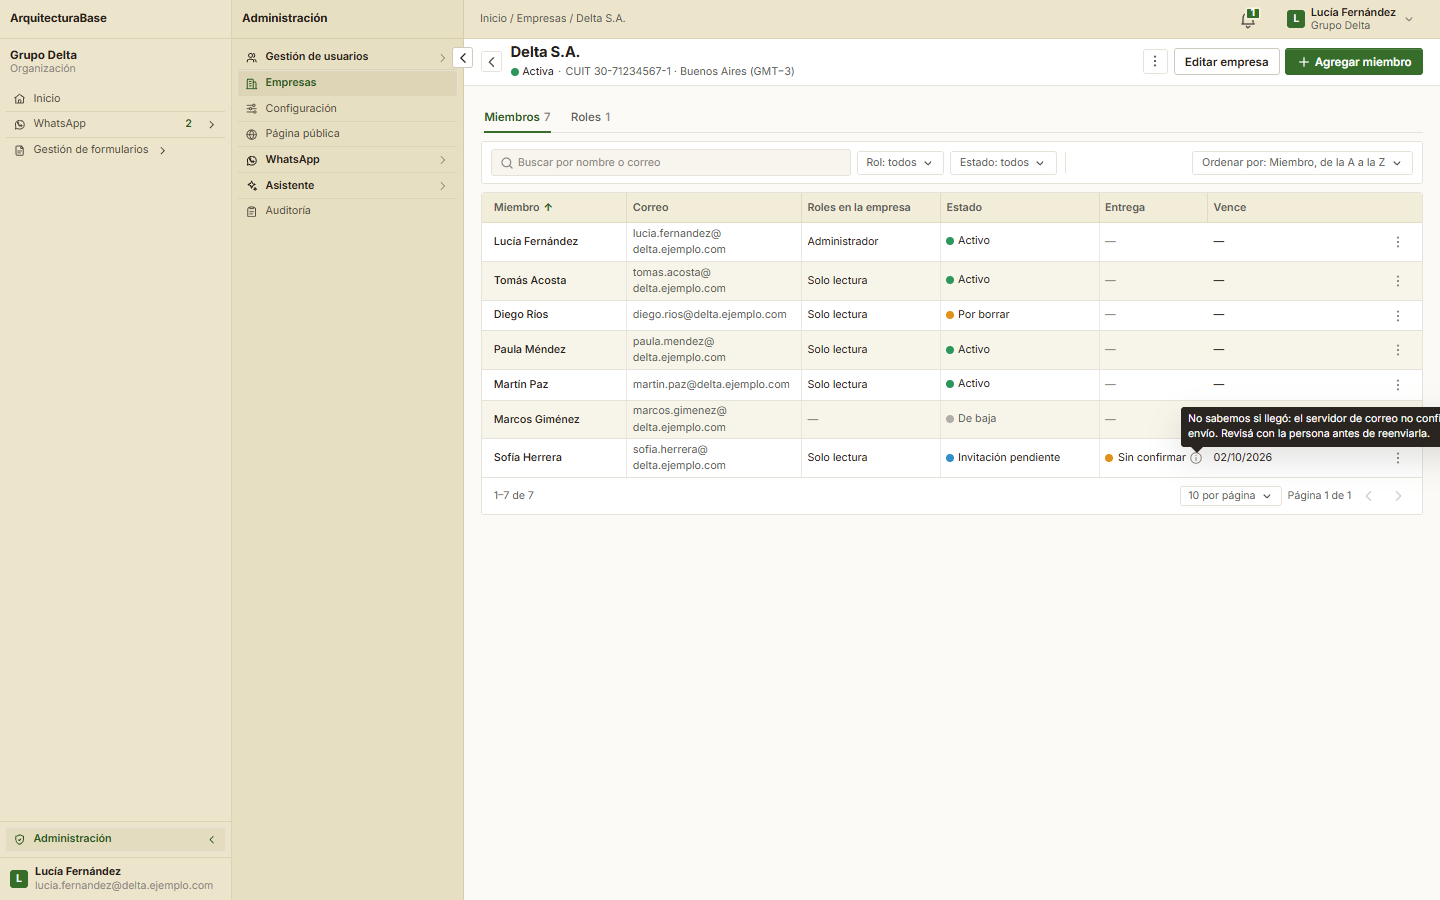 ArquitecturaBase
Grupo Delta
Organización
Inicio
WhatsApp 2
Gestión de formularios
Administración
L Lucía Fernández
lucia.fernandez@delta.ejemplo.com
Administración
Gestión de usuarios
Empresas
Configuración
Página pública
WhatsApp
Asistente
Auditoría
Inicio / Empresas / Delta S.A.
1
L Lucía Fernández
Grupo Delta
Delta S.A.
Activa · CUIT 30-71234567-1 · Buenos Aires (GMT−3)
Editar empresa
Agregar miembro
Miembros 7 Roles 1
Buscar por nombre o correo Rol: todos Estado: todos Ordenar por: Miembro, de la A a la Z
Miembro Correo Roles en la empresa Estado Entrega Vence
Lucía Fernández lucia.fernandez@ Administrador Activo — —
delta.ejemplo.com
Tomás Acosta tomas.acosta@ Solo lectura Activo — —
delta.ejemplo.com
Diego Ríos diego.rios@delta.ejemplo.com Solo lectura Por borrar — —
Paula Méndez paula.mendez@ Solo lectura Activo — —
delta.ejemplo.com
Martín Paz martin.paz@delta.ejemplo.com Solo lectura Activo — —
Marcos Giménez marcos.gimenez@ — De baja —
delta.ejemplo.com
No sabemos si llegó: el servidor de correo no
envío. Revisá con la persona antes de reenviarla.
Sofía Herrera sofia.herrera@ Solo lectura Invitación pendiente Sin confirmar 02/10/2026
delta.ejemplo.com
1–7 de 7 10 por página Página 1 de 1